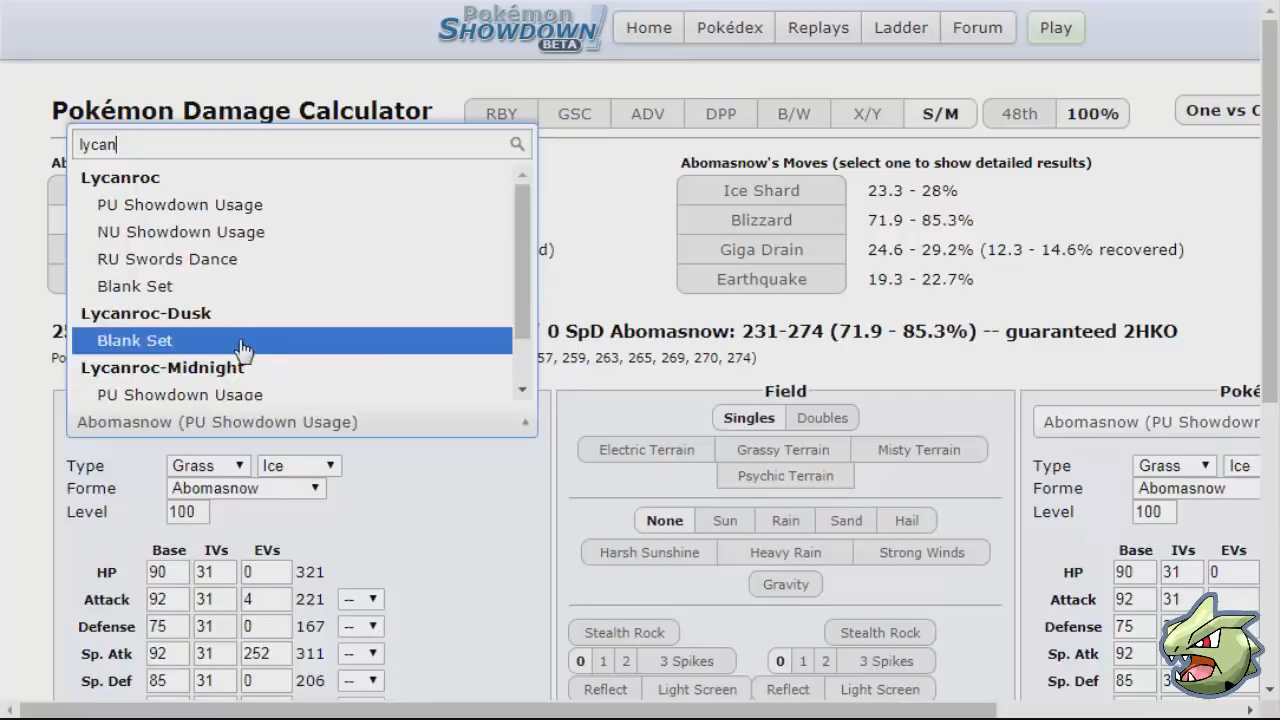 Pokémon
SHOWDOWN!
BETA
Home Pokédex Replays Ladder Forum Play
Pokémon Damage Calculator
RBY GSC ADV DPP B/W X/Y S/M 48th 100% One vs
lycan
Lycanroc
PU Showdown Usage
NU Showdown Usage
RU Swords Dance
Blank Set
Lycanroc-Dusk
Blank Set
Lycanroc-Midnight
PU Showdown Usage
Abomasnow (PU Showdown Usage)
Abomasnow's Moves (select one to show detailed results)
Ice Shard 23.3 - 28%
Blizzard 71.9 - 85.3%
Giga Drain 24.6 - 29.2% (12.3 - 14.6% recovered)
Earthquake 19.3 - 22.7%
0 SpD Abomasnow: 231-274 (71.9 - 85.3%) -- guaranteed 2HKO
57, 259, 263, 265, 269, 270, 274)
Type Grass Ice
Forme Abomasnow
Level 100
Base IVs EVs
HP 90 31 0 321
Attack 92 31 4 221 --
Defense 75 31 0 167 --
Sp. Atk 92 31 252 311 --
Sp. Def 85 31 0 206 --
Field
Singles Doubles
Electric Terrain Grassy Terrain Misty Terrain
Psychic Terrain
None Sun Rain Sand Hail
Harsh Sunshine Heavy Rain Strong Winds
Gravity
Stealth Rock Stealth Rock
0 1 2 3 Spikes 0 1 2 3 Spikes
Reflect Light Screen Reflect Light Screen
Abomasnow (PU Showdown
Type Grass Ice
Forme Abomasnow
Level 100
Base IVs EVs
HP 90 31 0
Attack 92 31
Defense 75
Sp. Atk 92
Sp. Def 85